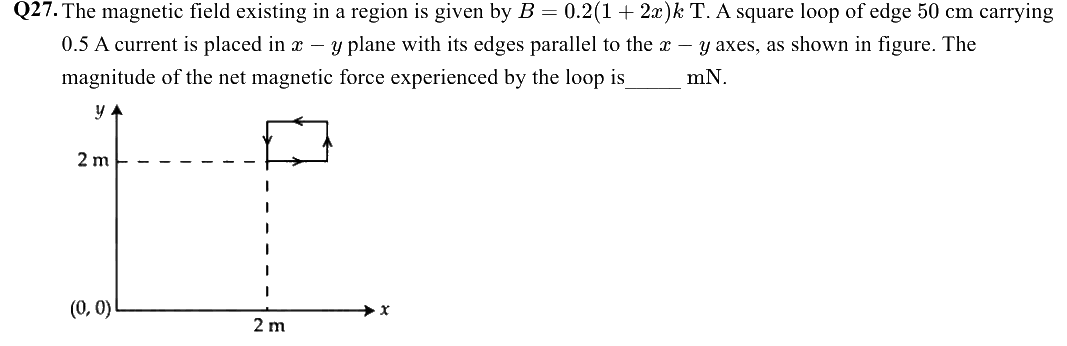 Q27. The magnetic field existing in a region is given by B = 0.2(1 + 2x)k T. A square loop of edge 50 cm carrying
0.5 A current is placed in x − y plane with its edges parallel to the x − y axes, as shown in figure. The
magnitude of the net magnetic force experienced by the loop is_____ mN.
y
2 m
(0, 0)
x
2 m